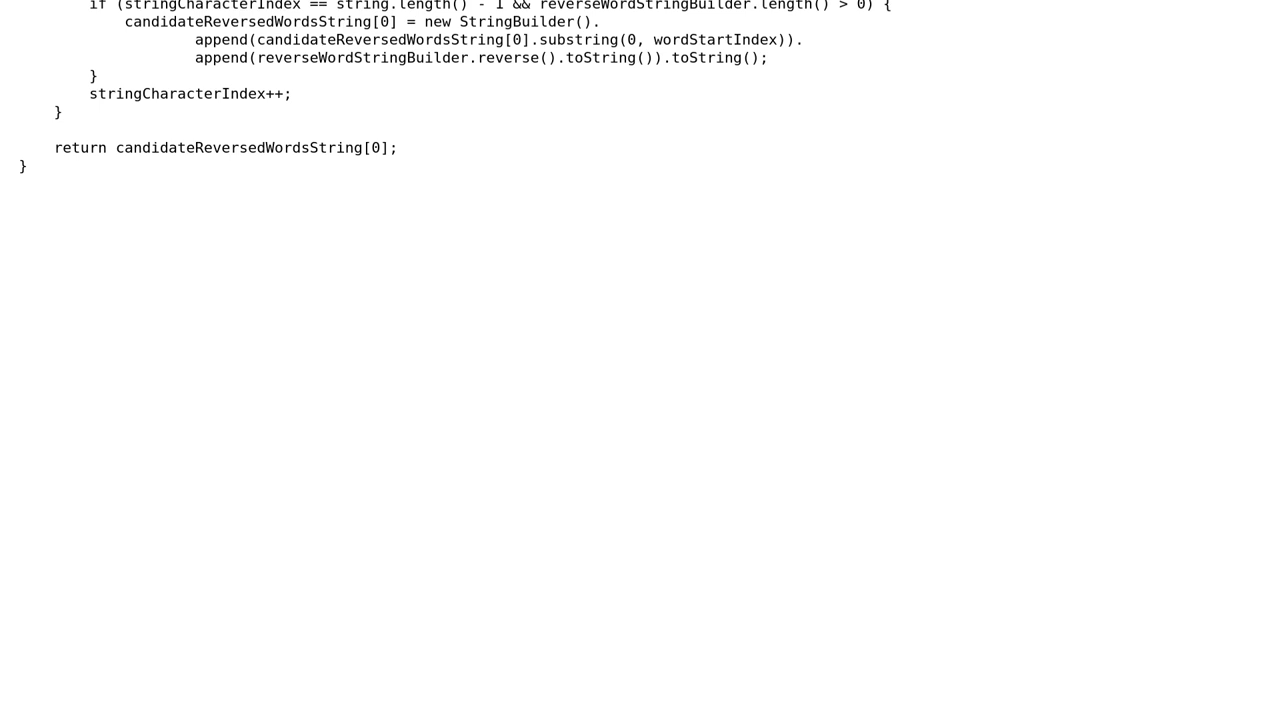 if (stringCharacterIndex == string.length() - 1 && reverseWordStringBuilder.length() > 0) {
candidateReversedWordsString[0] = new StringBuilder().
append(candidateReversedWordsString[0].substring(0, wordStartIndex)).
append(reverseWordStringBuilder.reverse().toString()).toString();
}
stringCharacterIndex++;
}
return candidateReversedWordsString[0];
}